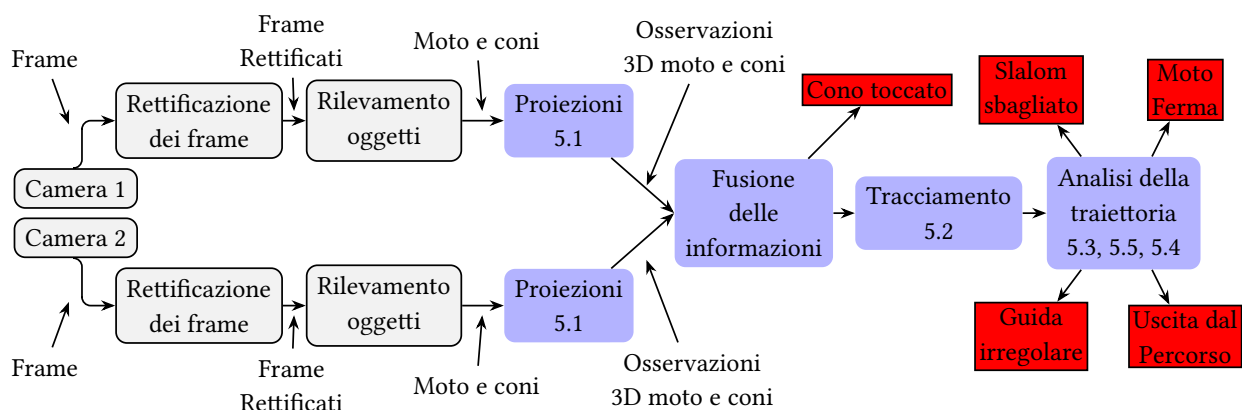 Frame
Frame
Rettificati
Moto e coni
Osservazioni
3D moto e coni
Rettificazione
dei frame
Rilevamento
oggetti
Proiezioni
5.1
Cono toccato
Slalom
sbagliato
Moto
Ferma
Camera 1
Camera 2
Fusione
delle
informazioni
Tracciamento
5.2
Analisi della
traiettoria
5.3, 5.5, 5.4
Rettificazione
dei frame
Rilevamento
oggetti
Proiezioni
5.1
Guida
irregolare
Uscita dal
Percorso
Frame
Frame
Rettificati
Moto e coni
Osservazioni
3D moto e coni